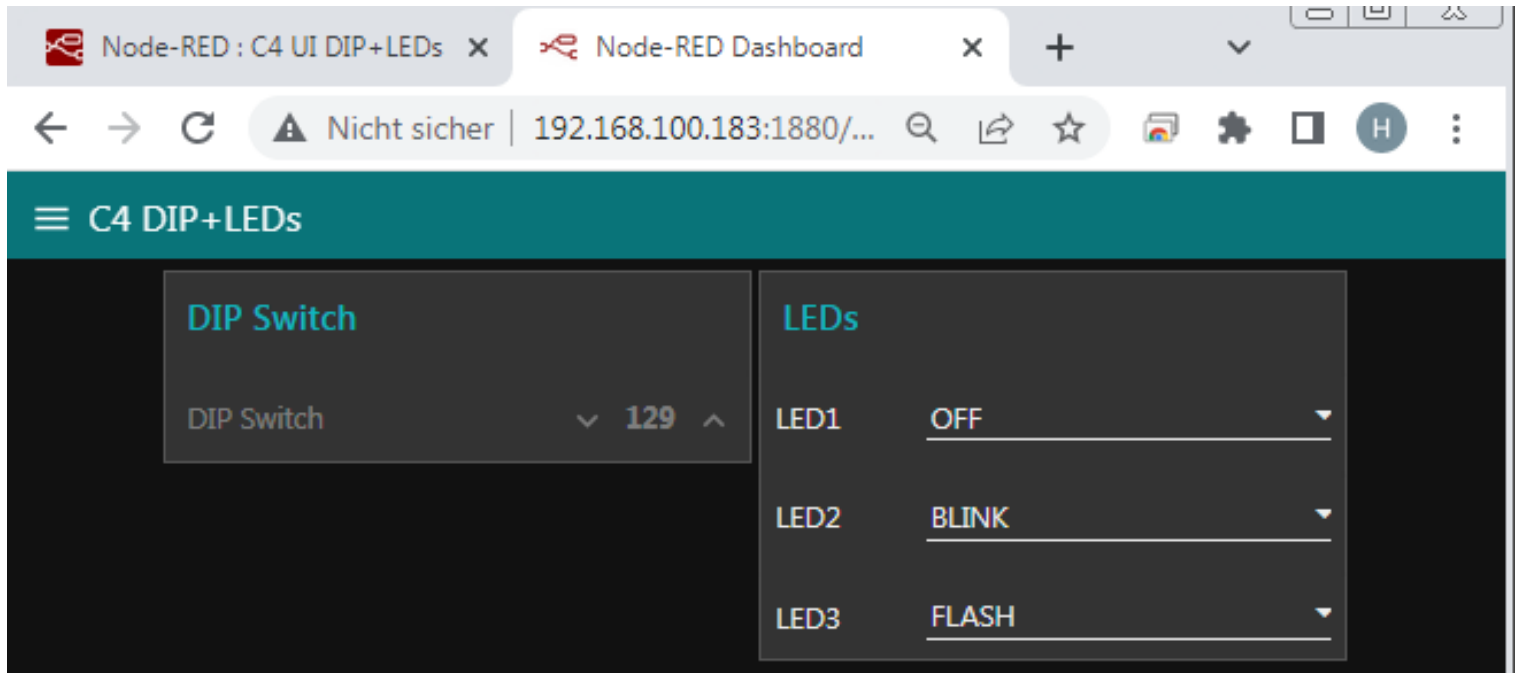 Node-RED : C4 UI DIP+LEDs
Node-RED Dashboard
Nicht sicher | 192.168.100.183:1880/...
H
C4 DIP+LEDs
DIP Switch
DIP Switch 129
LEDs
LED1 OFF
LED2 BLINK
LED3 FLASH